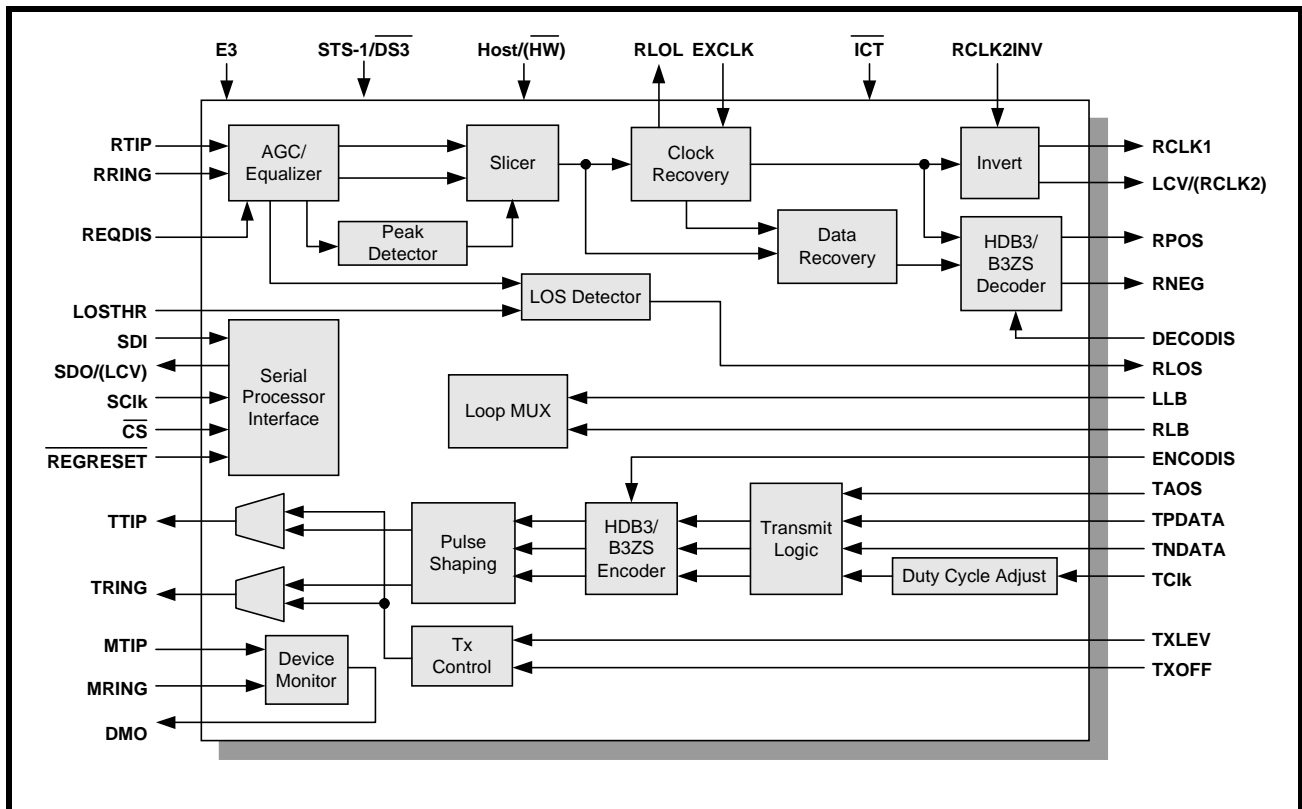 E3
STS-1/DS3
Host/(HW)
RLOL
EXCLK
ICT
RCLK2INV
RTIP
RRING
REQDIS
LOSTHR
SDI
SDO/(LCV)
SClk
CS
REGRESET
TTIP
TRING
MTIP
MRING
DMO
AGC/
Equalizer
Peak
Detector
Slicer
LOS Detector
Clock
Recovery
Data
Recovery
Invert
HDB3/
B3ZS
Decoder
Serial
Processor
Interface
Loop MUX
Pulse
Shaping
HDB3/
B3ZS
Encoder
Transmit
Logic
Duty Cycle Adjust
Tx
Control
Device
Monitor
RCLK1
LCV/(RCLK2)
RPOS
RNEG
DECODIS
RLOS
LLB
RLB
ENCODIS
TAOS
TPDATA
TNDATA
TClk
TXLEV
TXOFF